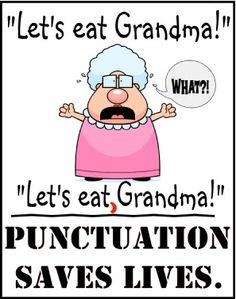 "Let's eat Grandma!"
WHAT?!
"Let's eat, Grandma!"
PUNCTUATION
SAVES LIVES.